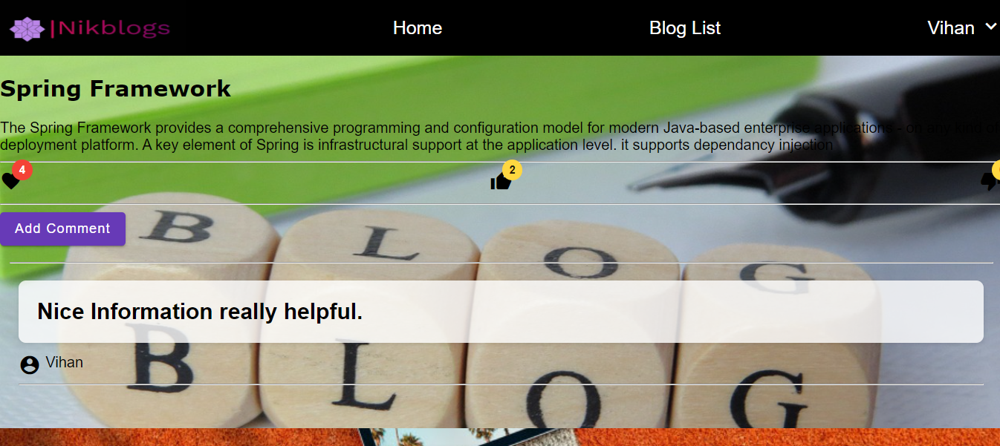 |Nikblogs
Home
Blog List
Vihan
Spring Framework
The Spring Framework provides a comprehensive programming and configuration model for modern Java-based enterprise applications - on any kind of
deployment platform. A key element of Spring is infrastructural support at the application level. it supports dependancy injection
4
2
Add Comment
B L O G
Nice Information really helpful.
B L O G
Vihan